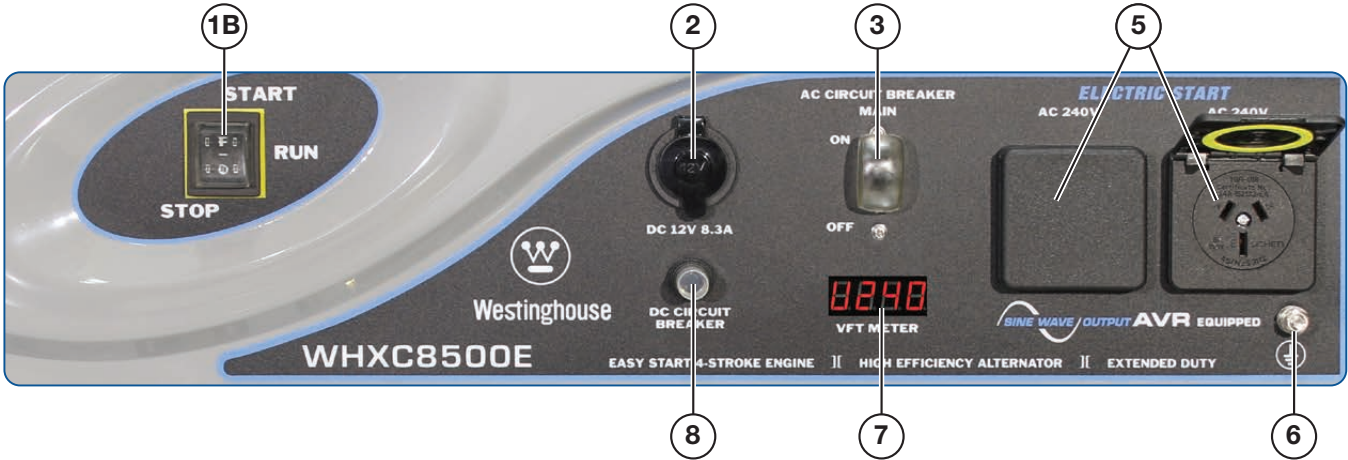 1B
2
3
5
START
RUN
STOP
12V
DC 12V 8.3A
AC CIRCUIT BREAKER
MAIN
ON
OFF
ELECTRIC START
AC 240V
AC 240V
Westinghouse
DC CIRCUIT
BREAKER
VFT METER
SINE WAVE OUTPUT AVR EQUIPPED
WHXC8500E
EASY START 4-STROKE ENGINE ][ HIGH EFFICIENCY ALTERNATOR ][ EXTENDED DUTY
8
7
6